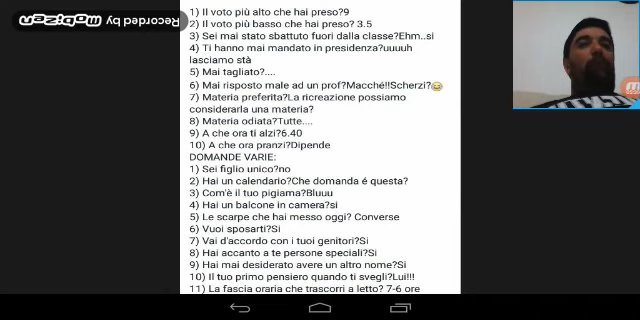 Recorded by
mobizen
1) Il voto più alto che hai preso?9
2) Il voto più basso che hai preso? 3.5
3) Sei mai stato sbattuto fuori dalla classe?Ehm..si
4) Ti hanno mai mandato in presidenza?uuuuh
lasciamo stà
5) Mai tagliato?....
6) Mai risposto male ad un prof?Macché!!Scherzi?😂
7) Materia preferita?La ricreazione possiamo
considerarla una materia?
8) Materia odiata?Tutte....
9) A che ora ti alzi?6.40
10) A che ora pranzi?Dipende
DOMANDE VARIE:
1) Sei figlio unico?no
2) Hai un calendario?Che domanda é questa?
3) Com'è il tuo pigiama?Bluuu
4) Hai un balcone in camera?si
5) Le scarpe che hai messo oggi? Converse
6) Vuoi sposarti?Si
7) Vai d'accordo con i tuoi genitori?Si
8) Hai accanto a te persone speciali?Si
9) Hai mai desiderato avere un altro nome?Si
10) Il tuo primo pensiero quando ti svegli?Lui!!!
11) La fascia oraria che trascorri a letto? 7-6 ore